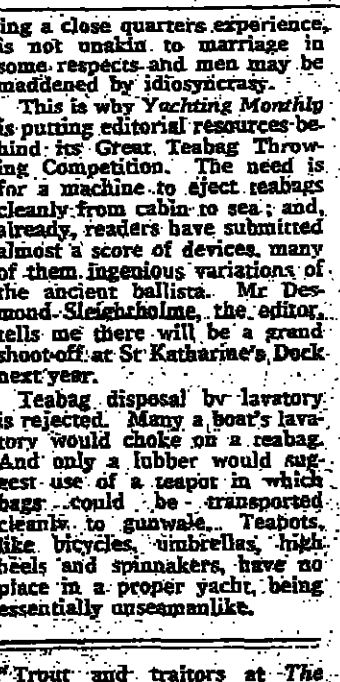 ing a close quarters experience,
is not unakin to marriage in
some respects and men may be
maddened by idiosyncrasy.
This is why Yachting Monthly
is putting editorial resources be-
hind its Great Teabag Throw-
ing Competition. The need is
for a machine to eject teabags
cleanly from cabin to sea; and,
already, readers have submitted
almost a score of devices, many
of them ingenious variations of
the ancient ballista. Mr Des-
mond Sleightholme, the editor,
tells me there will be a grand
shoot-off at St Katharine's Dock
next year.
Teabag disposal by lavatory
is rejected. Many a boat's lava-
tory would choke on a teabag.
And only a lubber would sug-
gest use of a teapot in which
bags could be transported
cleanly to gunwale. Teapots,
like bicycles, umbrellas, high
heels and spinnakers, have no
place in a proper yacht, being
essentially unseamanlike.
"Trout and traitors at The